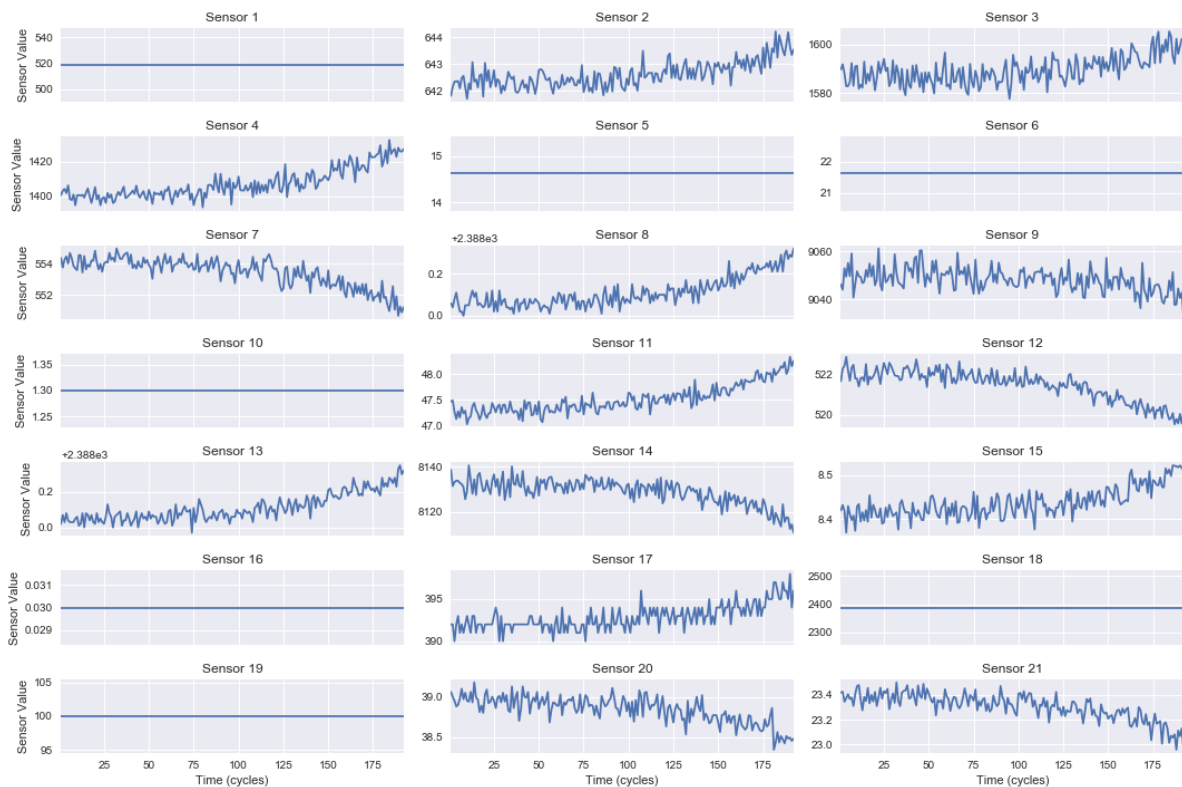 Sensor 1 Sensor 2 Sensor 3
Sensor Value
540
520
500
644
643
642
1600
1580
Sensor 4 Sensor 5 Sensor 6
Sensor Value
1420
1400
15
14
22
21
Sensor 7 Sensor 8 Sensor 9
+2.388e3
Sensor Value
554
552
0.2
0.0
9060
9040
Sensor 10 Sensor 11 Sensor 12
Sensor Value
1.35
1.30
1.25
48.0
47.5
47.0
522
520
Sensor 13 Sensor 14 Sensor 15
+2.388e3
Sensor Value
0.2
0.0
8140
8120
8.5
8.4
Sensor 16 Sensor 17 Sensor 18
Sensor Value
0.031
0.030
0.029
395
390
2500
2400
2300
Sensor 19 Sensor 20 Sensor 21
Sensor Value
105
100
95
39.0
38.5
23.4
23.2
23.0
25 50 75 100 125 150 175 25 50 75 100 125 150 175 25 50 75 100 125 150 175
Time (cycles) Time (cycles) Time (cycles)